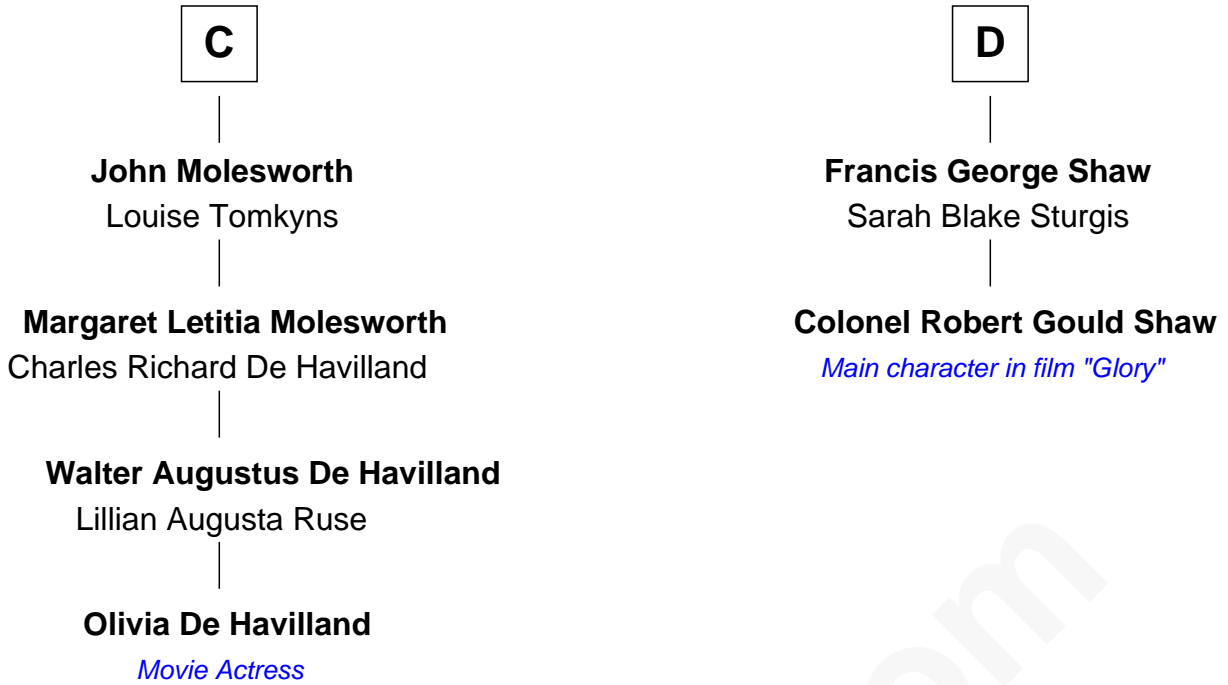 C
John Molesworth
Louise Tomkyns
Margaret Letitia Molesworth
Charles Richard De Havilland
Walter Augustus De Havilland
Lillian Augusta Ruse
Olivia De Havilland
Movie Actress
D
Francis George Shaw
Sarah Blake Sturgis
Colonel Robert Gould Shaw
Main character in film "Glory"
om